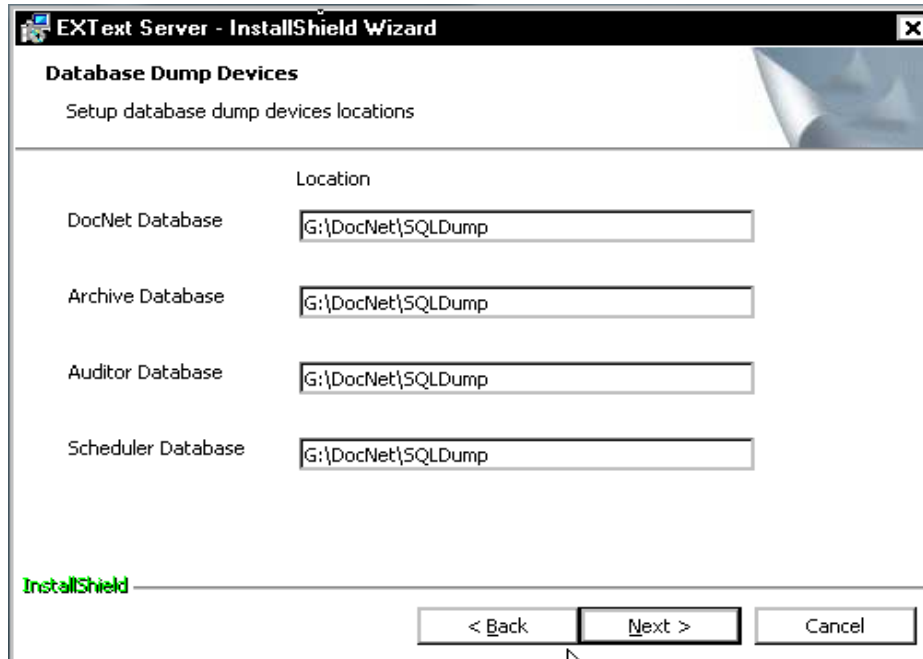 EXText Server - InstallShield Wizard
Database Dump Devices
Setup database dump devices locations
Location
DocNet Database G:\DocNet\SQLDump
Archive Database G:\DocNet\SQLDump
Auditor Database G:\DocNet\SQLDump
Scheduler Database G:\DocNet\SQLDump
InstallShield
< Back Next > Cancel